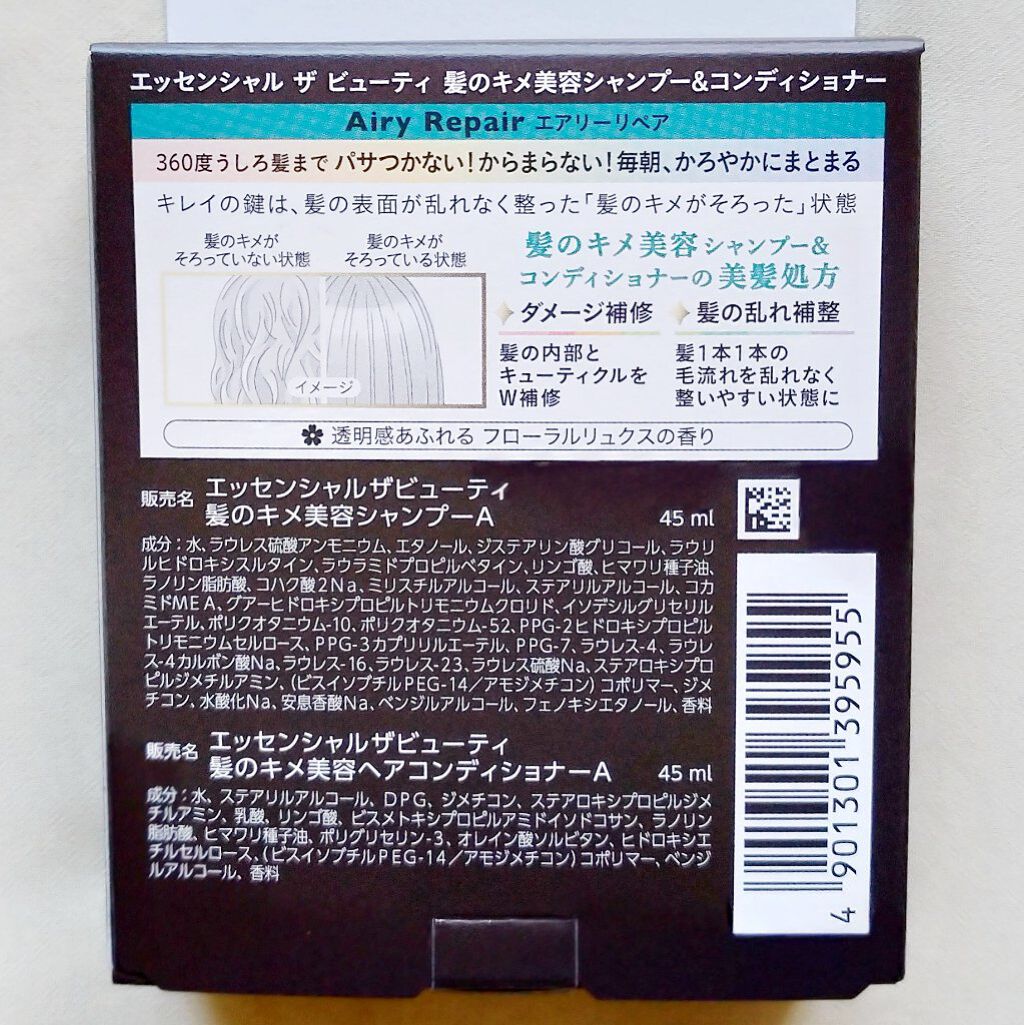 エッセンシャル ザ ビューティ 髪のキメ美容シャンプー&コンディショナー
Airy Repair エアリーリペア
360度うしろ髪まで パサつかない!からまらない!毎朝、かろやかにまとまる
キレイの鍵は、髪の表面が乱れなく整った「髪のキメがそろった」状態
髪のキメが
そろっていない状態
髪のキメが
そろっている状態
イメージ
髪のキメ美容 シャンプー&
コンディショナーの 美髪処方
ダメージ補修
髪の内部と
キューティクルを
W補修
髪の乱れ補整
髪1本1本の
毛流れを乱れなく
整いやすい状態に
透明感あふれる フローラルリュクスの香り
販売名 エッセンシャルザビューティ
髪のキメ美容シャンプーA 45 ml
成分:水、ラウレス硫酸アンモニウム、エタノール、ジステアリン酸グリコール、ラウリ
ルヒドロキシスルタイン、ラウラミドプロピルベタイン、リンゴ酸、ヒマワリ種子油、
ラノリン脂肪酸、コハク酸2Na、ミリスチルアルコール、ステアリルアルコール、コカ
ミドMEA、グアーヒドロキシプロピルトリモニウムクロリド、イソデシルグリセリル
エーテル、ポリクオタニウム-10、ポリクオタニウム-52、PPG-2ヒドロキシプロピ
ルトリモニウムセルロース、PPG-3カプリリルエーテル、PPG-7、ラウレス-4、ラウレ
ス-4カルボン酸Na、ラウレス-16、ラウレス-23、ラウレス硫酸Na、ステアロキシプロ
ピルジメチルアミン、(ビスイソブチルPEG-14/アモジメチコン)コポリマー、ジメ
チコン、水酸化Na、安息香酸Na、ベンジルアルコール、フェノキシエタノール、香料
販売名 エッセンシャルザビューティ
髪のキメ美容ヘアコンディショナーA 45 ml
成分:水、ステアリルアルコール、DPG、ジメチコン、ステアロキシプロピルジメ
チルアミン、乳酸、リンゴ酸、ビスメトキシプロピルアミドイソドコサン、ラノリン
脂肪酸、ヒマワリ種子油、ポリグリセリン-3、オレイン酸ソルビタン、ヒドロキシエ
チルセルロース、(ビスイソブチルPEG-14/アモジメチコン)コポリマー、ベンジ
ルアルコール、香料
4 901301 395955